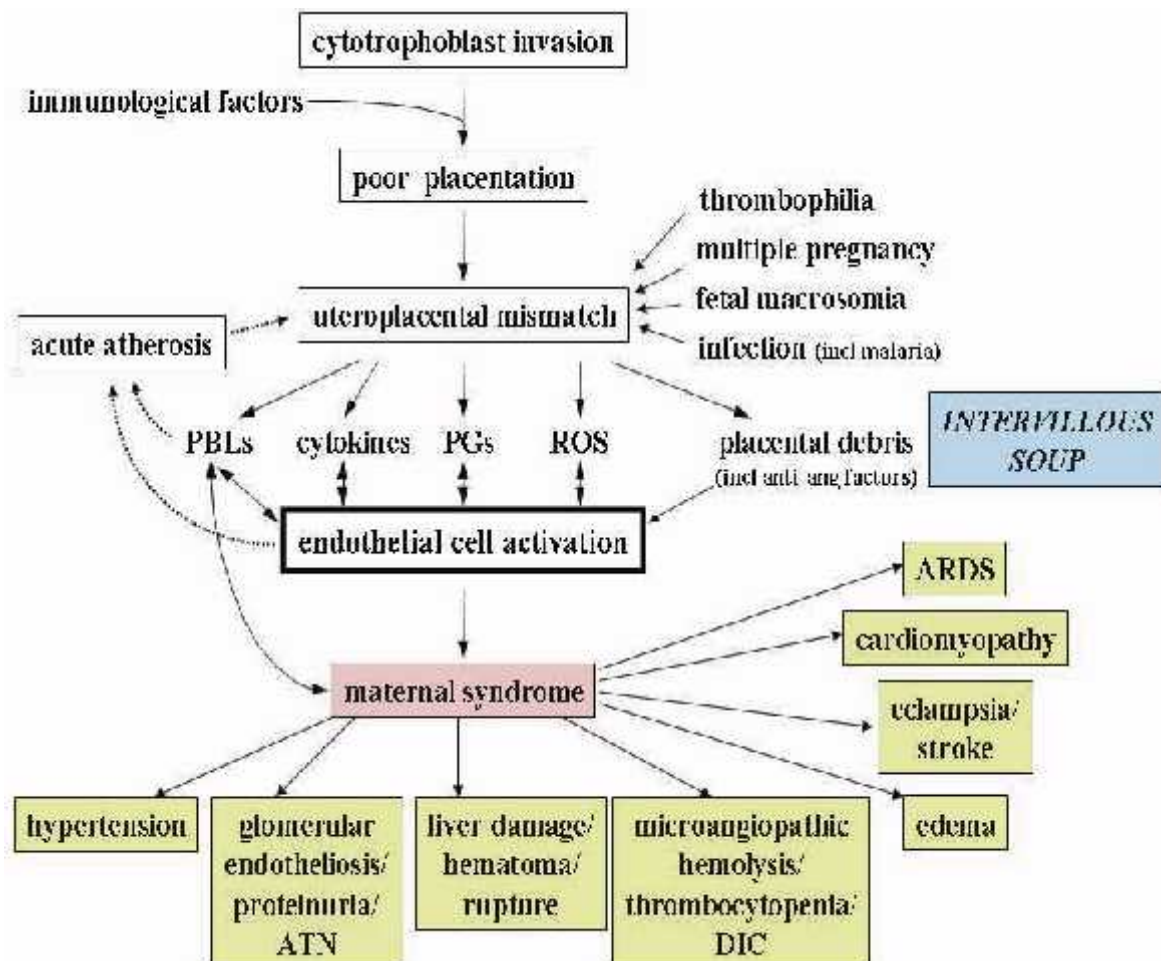 cytotrophoblast invasion
immunological factors
poor placentation
thrombophilia
multiple pregnancy
fetal macrosomia
infection (incl malaria)
uteroplacental mismatch
acute atherosis
PBLs
cytokines
PGs
ROS
placental debris
(incl anti-ang factors)
INTERVILLOUS
SOUP
endothelial cell activation
ARDS
cardiomyopathy
maternal syndrome
eclampsia/
stroke
edema
hypertension
glomerular
endotheliosis/
proteinuria/
ATN
liver damage/
hematoma/
rupture
microangiopathic
hemolysis/
thrombocytopenia/
DIC